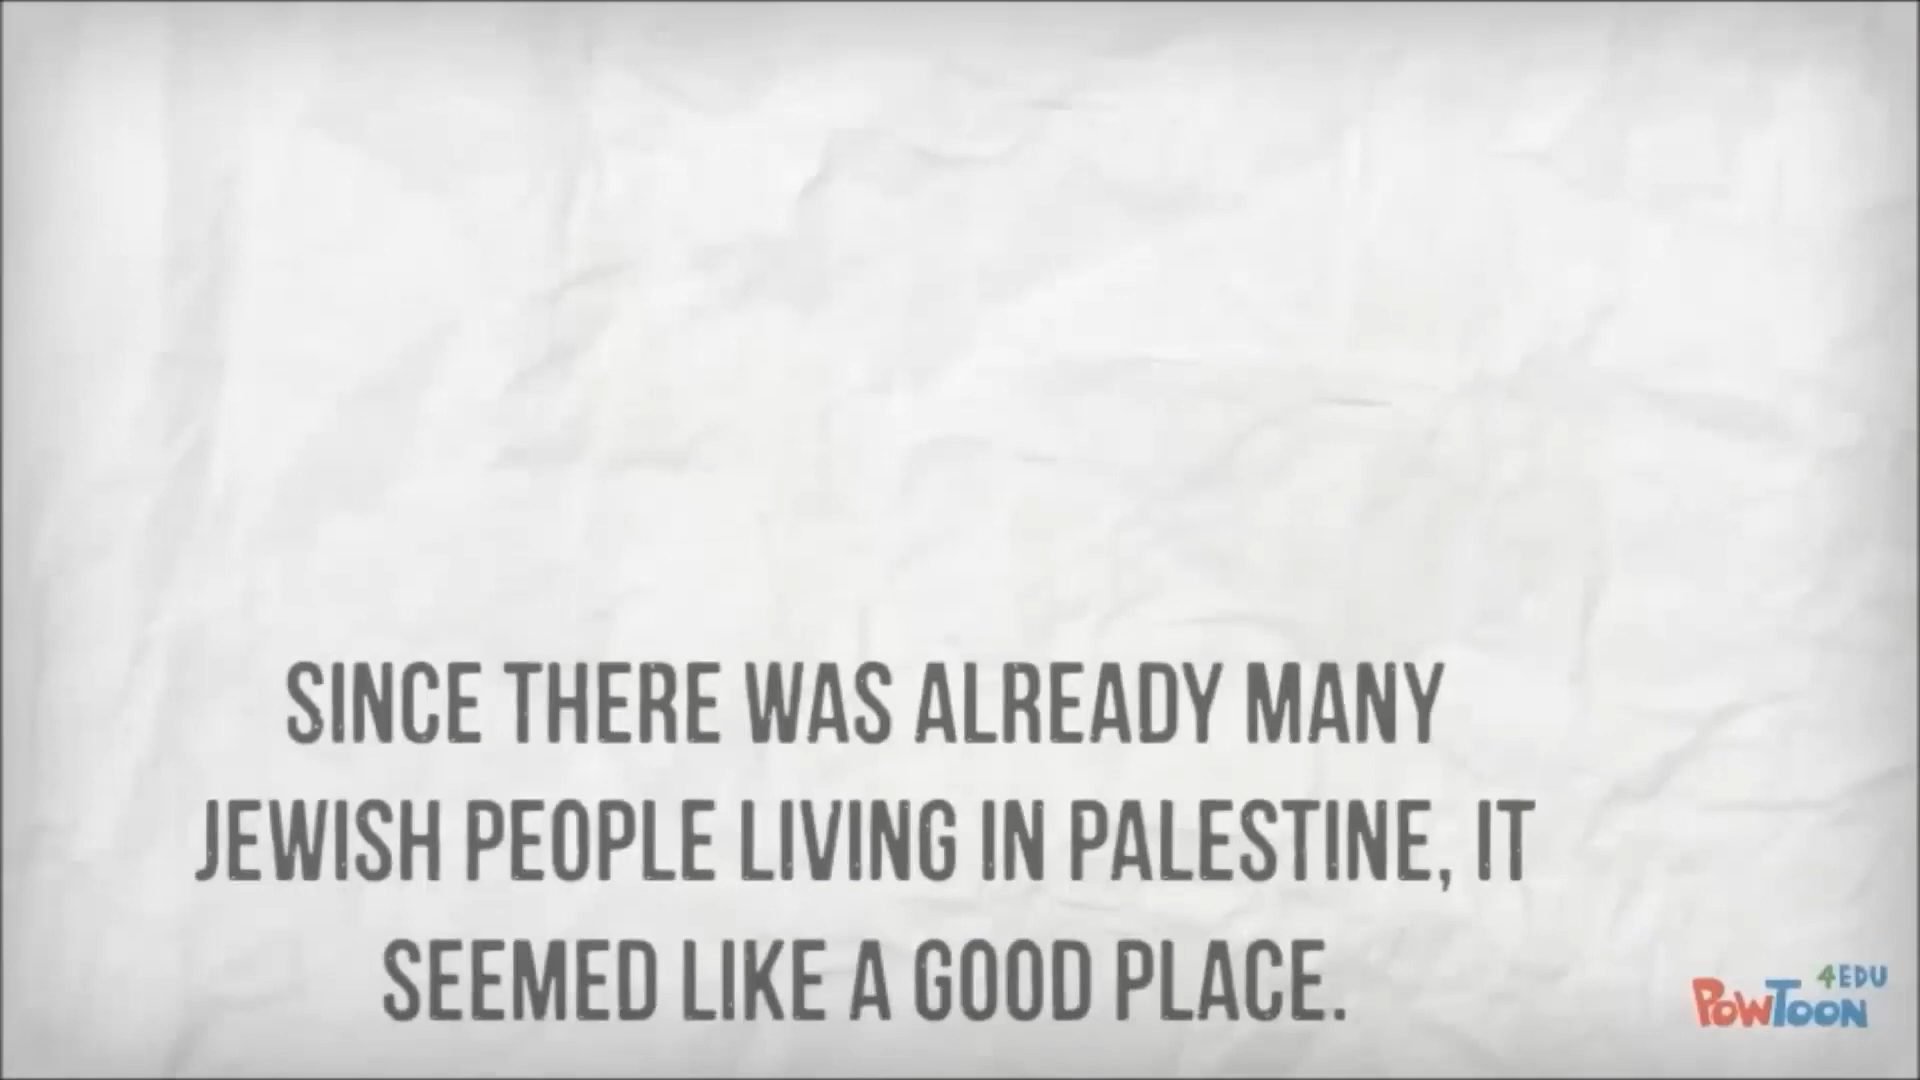 SINCE THERE WAS ALREADY MANY
JEWISH PEOPLE LIVING IN PALESTINE, IT
SEEMED LIKE A GOOD PLACE.
4EDU
POWTOON